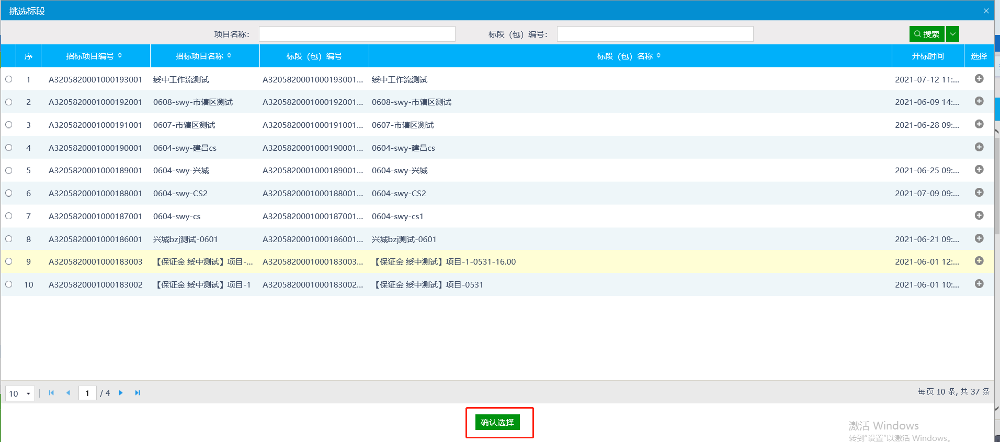 挑选标段
项目名称： 标段（包）编号： 搜索
序 招标项目编号 招标项目名称 标段（包）编号 标段（包）名称 开标时间 选择
1 A3205820001000193001 绥中工作流测试 A3205820001000193001... 绥中工作流测试 2021-07-12 11:...
2 A3205820001000192001 0608-swy-市辖区测试 A3205820001000192001... 0608-swy-市辖区测试 2021-06-09 14:...
3 A3205820001000191001 0607-市辖区测试 A3205820001000191001... 0607-市辖区测试 2021-06-28 09:...
4 A3205820001000190001 0604-swy-建昌cs A3205820001000190001... 0604-swy-建昌cs
5 A3205820001000189001 0604-swy-兴城 A3205820001000189001... 0604-swy-兴城 2021-06-25 09:...
6 A3205820001000188001 0604-swy-CS2 A3205820001000188001... 0604-swy-CS2 2021-07-09 09:...
7 A3205820001000187001 0604-swy-cs A3205820001000187001... 0604-swy-cs1
8 A3205820001000186001 兴城bzj测试-0601 A3205820001000186001... 兴城bzj测试-0601 2021-06-21 09:...
9 A3205820001000183003 【保证金 绥中测试】项目-... A3205820001000183003... 【保证金 绥中测试】项目-1-0531-16.00 2021-06-01 12:...
10 A3205820001000183002 【保证金 绥中测试】项目-1 A3205820001000183002... 【保证金 绥中测试】项目-0531 2021-06-01 10:...
10 1 / 4 每页 10 条, 共 37 条
确认选择
激活 Windows
转到"设置"以激活 Windows。